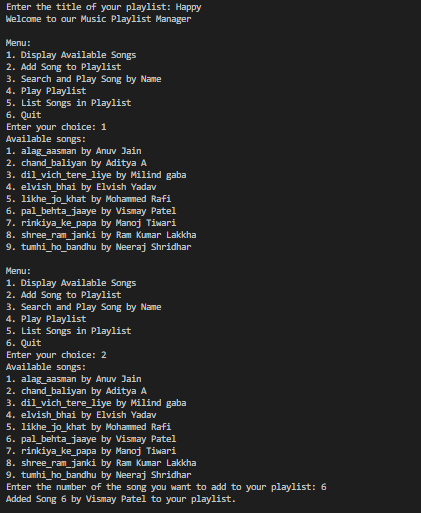 Enter the title of your playlist: Happy
Welcome to our Music Playlist Manager
Menu:
1. Display Available Songs
2. Add Song to Playlist
3. Search and Play Song by Name
4. Play Playlist
5. List Songs in Playlist
6. Quit
Enter your choice: 1
Available songs:
1. alag_aasman by Anuv Jain
2. chand_baliyan by Aditya A
3. dil_vich_tere_liye by Milind gaba
4. elvish_bhai by Elvish Yadav
5. likhe_jo_khat by Mohammed Rafi
6. pal_behta_jaaye by Vismay Patel
7. rinkiya_ke_papa by Manoj Tiwari
8. shree_ram_janki by Ram Kumar Lakkha
9. tumhi_ho_bandhu by Neeraj Shridhar
Menu:
1. Display Available Songs
2. Add Song to Playlist
3. Search and Play Song by Name
4. Play Playlist
5. List Songs in Playlist
6. Quit
Enter your choice: 2
Available songs:
1. alag_aasman by Anuv Jain
2. chand_baliyan by Aditya A
3. dil_vich_tere_liye by Milind gaba
4. elvish_bhai by Elvish Yadav
5. likhe_jo_khat by Mohammed Rafi
6. pal_behta_jaaye by Vismay Patel
7. rinkiya_ke_papa by Manoj Tiwari
8. shree_ram_janki by Ram Kumar Lakkha
9. tumhi_ho_bandhu by Neeraj Shridhar
Enter the number of the song you want to add to your playlist: 6
Added Song 6 by Vismay Patel to your playlist.